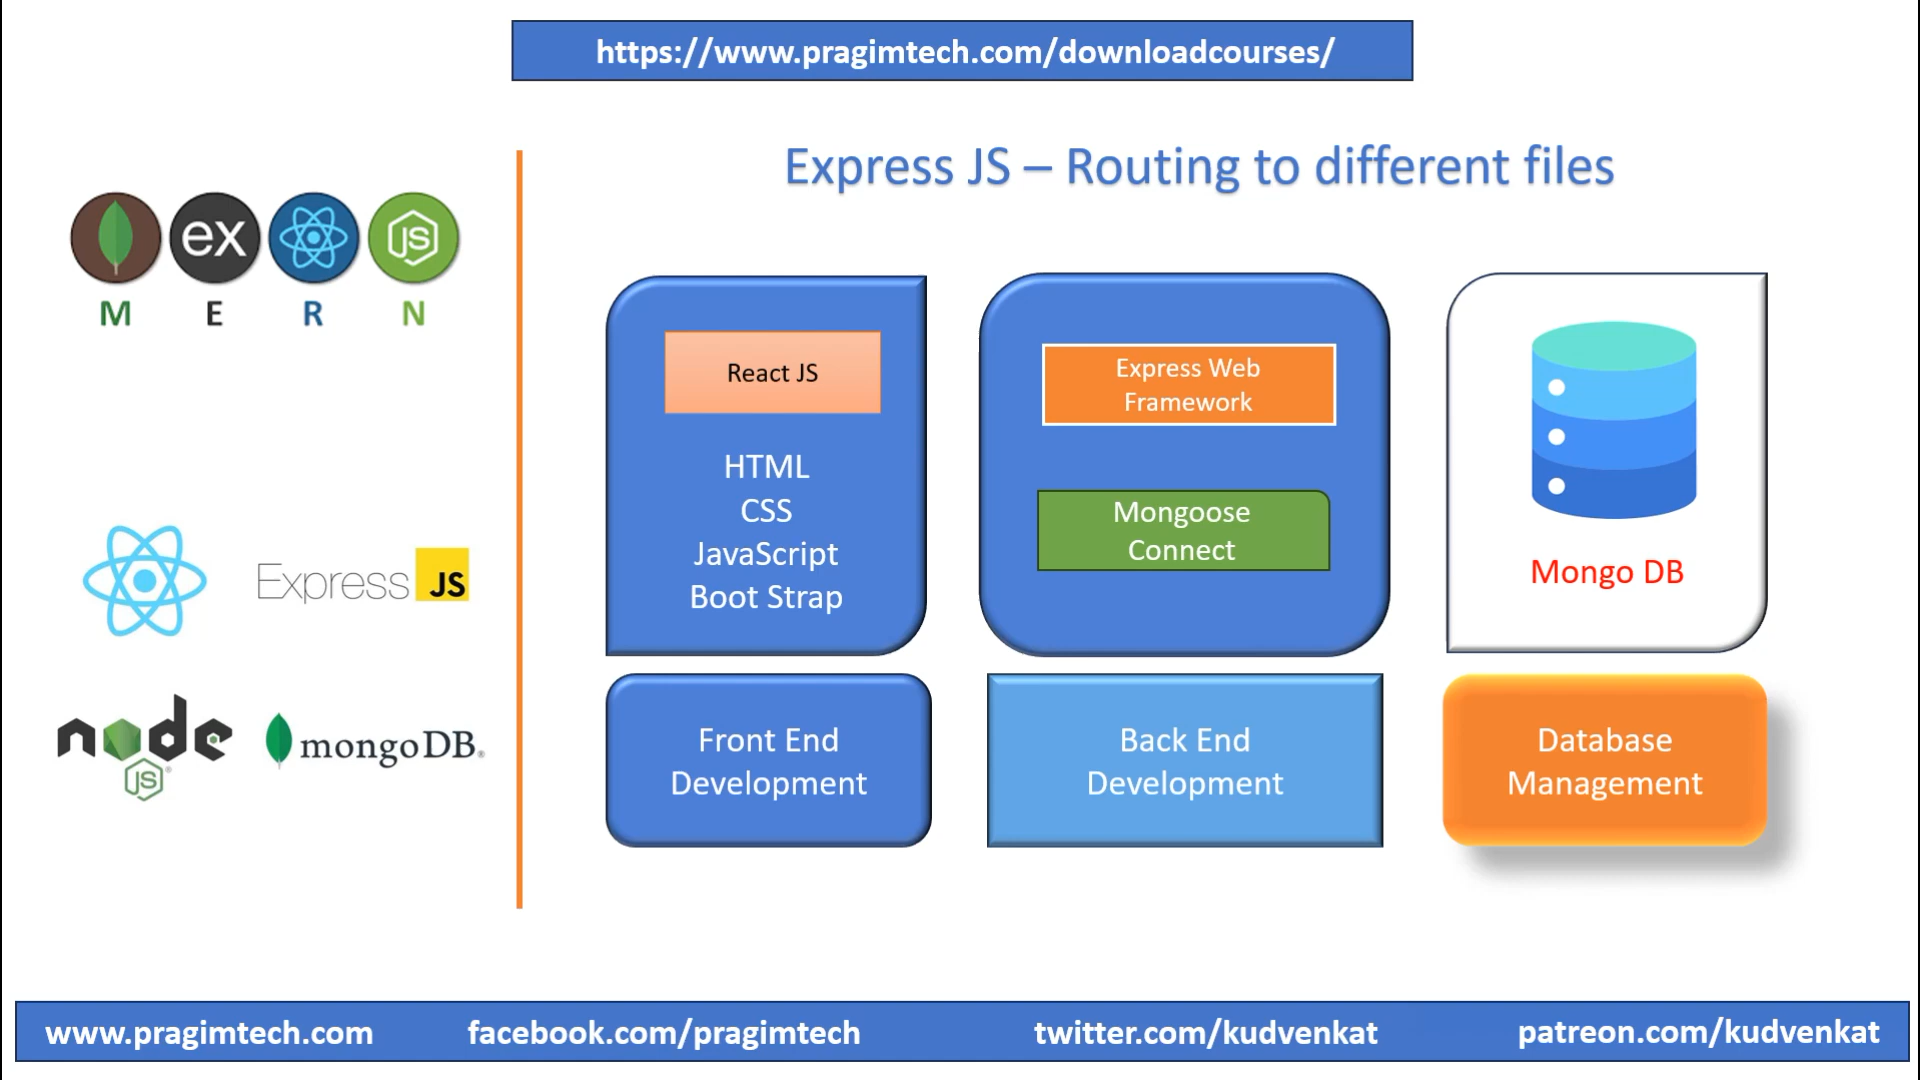 https://www.pragimtech.com/downloadcourses/
Express JS – Routing to different files
ex
JS
M E R N
React JS
HTML
CSS
JavaScript
Boot Strap
Express Web
Framework
Mongoose
Connect
Mongo DB
Express JS
node
JS
mongoDB®
Front End
Development
Back End
Development
Database
Management
www.pragimtech.com
facebook.com/pragimtech
twitter.com/kudvenkat
patreon.com/kudvenkat